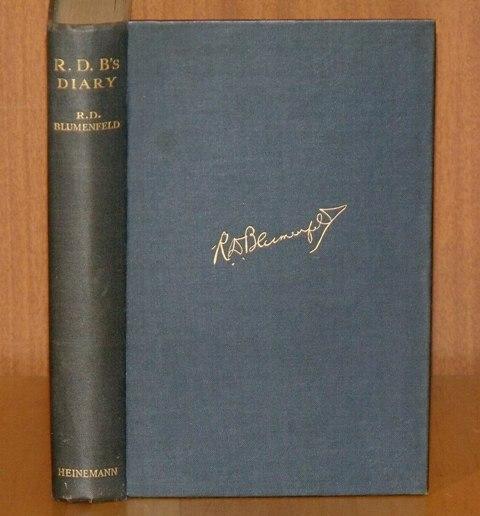 R. D. B's
DIARY
R.D.
BLUMENFELD
HEINEMANN
R.D.Blumenfeld